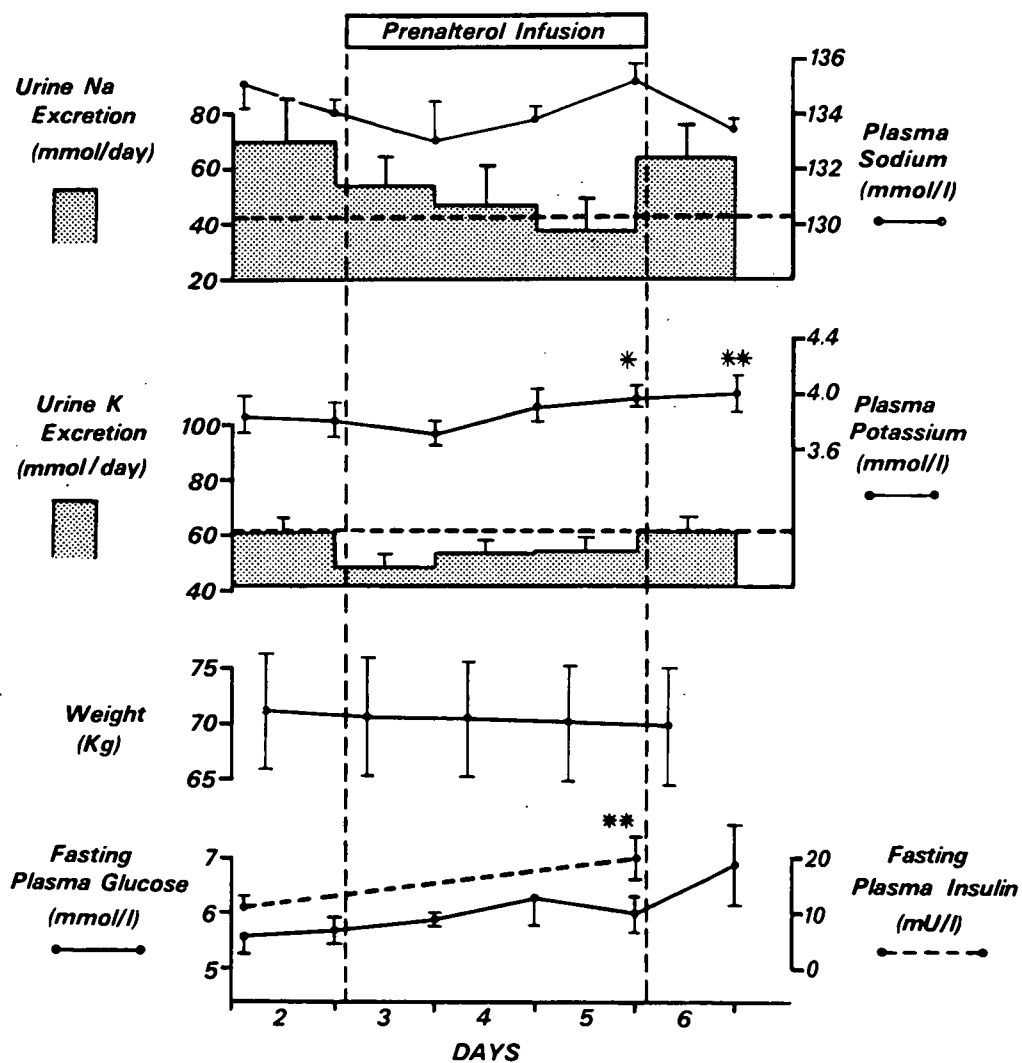 Prenalterol Infusion
Urine Na
Excretion
(mmol/day)
80
60
40
20
136
134
132
130
Plasma
Sodium
(mmol/l)
Urine K
Excretion
(mmol/day)
100
80
60
40
*
**
4.4
4.0
3.6
Plasma
Potassium
(mmol/l)
Weight
(Kg)
75
70
65
**
Fasting
Plasma Glucose
(mmol/l)
7
6
5
20
10
0
Fasting
Plasma Insulin
(mU/l)
2 3 4 5 6
DAYS